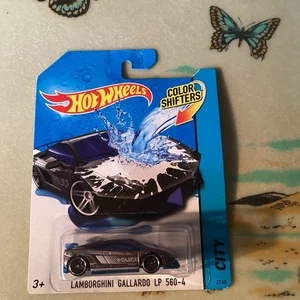 HOT WHEELS
COLOR
SHIFTERS
POLICE
LAMBORGHINI GALLARDO LP 560-4
3+
CITY